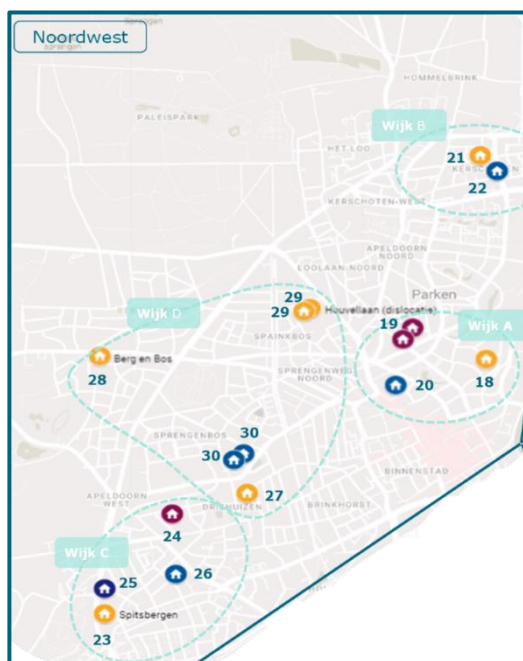 Noordwest
Sprengen
HOMMELBRINK
PALEISPARK
Wijk B
HET LOO
21
22
KERSCHOTEN-WEST
APELDOORN
NOORD
LOOLAAN-NOORD
Parken
29
Huuvellaan (dislocatie)
29
19
Wijk D
Wijk A
SPAINKBOS
Berg en Bos
SPRENGENWEG
NOORD
28
20
18
30
SPRENGENBOS
30
BINNENSTAD
27
APELDOORN
WEST
DRIEHUIZEN
BRINKHORST
24
Wijk C
25
26
Spitsbergen
23